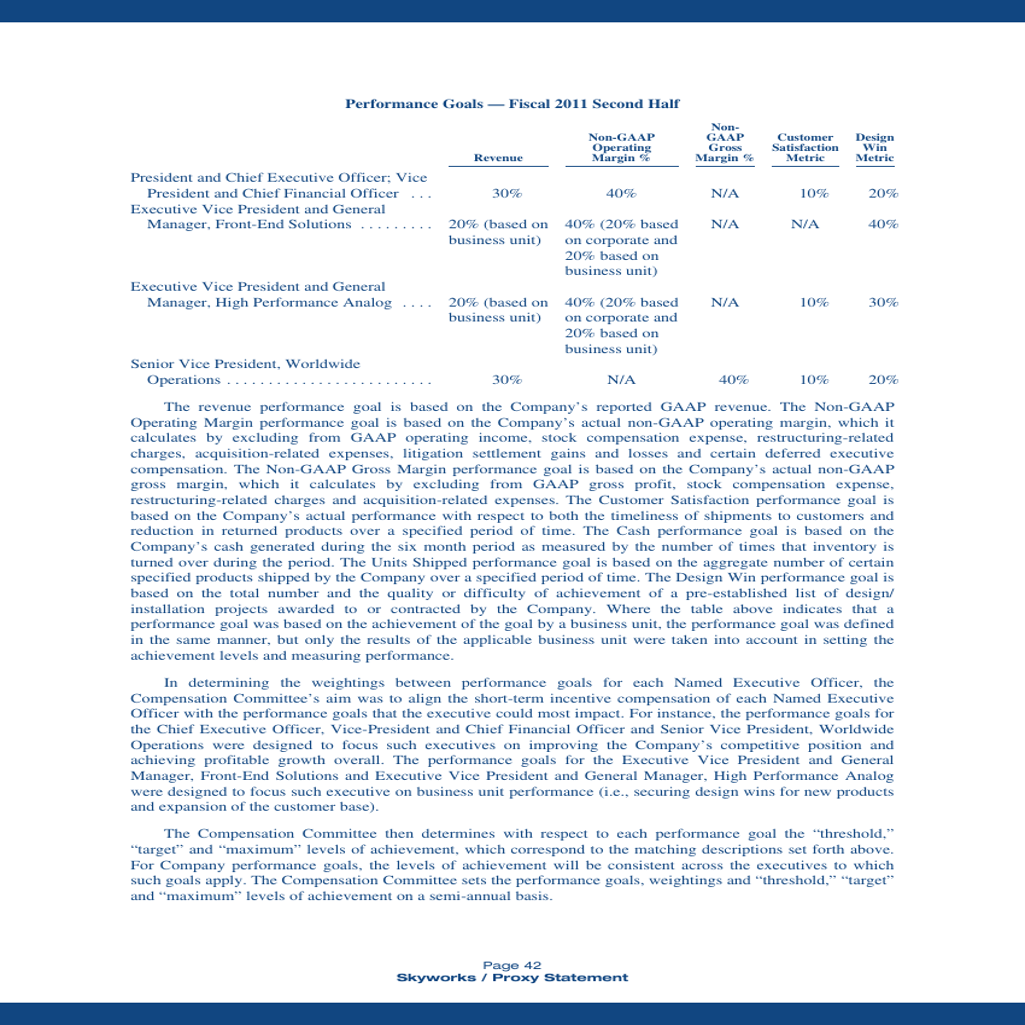 Performance Goals — Fiscal 2011 Second Half
Revenue
Non-GAAP
Operating
Margin %
Non-
GAAP
Gross
Margin %
Customer
Satisfaction
Metric
Design
Win
Metric
President and Chief Executive Officer; Vice
President and Chief Financial Officer . . . 30% 40% N/A 10% 20%
Executive Vice President and General
Manager, Front-End Solutions . . . . . . . . . 20% (based on 40% (20% based N/A N/A 40%
business unit) on corporate and
20% based on
business unit)
Executive Vice President and General
Manager, High Performance Analog . . . . 20% (based on 40% (20% based N/A 10% 30%
business unit) on corporate and
20% based on
business unit)
Senior Vice President, Worldwide
Operations . . . . . . . . . . . . . . . . . . . . . . . . . 30% N/A 40% 10% 20%
The revenue performance goal is based on the Company’s reported GAAP revenue. The Non-GAAP
Operating Margin performance goal is based on the Company’s actual non-GAAP operating margin, which it
calculates by excluding from GAAP operating income, stock compensation expense, restructuring-related
charges, acquisition-related expenses, litigation settlement gains and losses and certain deferred executive
compensation. The Non-GAAP Gross Margin performance goal is based on the Company’s actual non-GAAP
gross margin, which it calculates by excluding from GAAP gross profit, stock compensation expense,
restructuring-related charges and acquisition-related expenses. The Customer Satisfaction performance goal is
based on the Company’s actual performance with respect to both the timeliness of shipments to customers and
reduction in returned products over a specified period of time. The Cash performance goal is based on the
Company’s cash generated during the six month period as measured by the number of times that inventory is
turned over during the period. The Units Shipped performance goal is based on the aggregate number of certain
specified products shipped by the Company over a specified period of time. The Design Win performance goal is
based on the total number and the quality or difficulty of achievement of a pre-established list of design/
installation projects awarded to or contracted by the Company. Where the table above indicates that a
performance goal was based on the achievement of the goal by a business unit, the performance goal was defined
in the same manner, but only the results of the applicable business unit were taken into account in setting the
achievement levels and measuring performance.
In determining the weightings between performance goals for each Named Executive Officer, the
Compensation Committee’s aim was to align the short-term incentive compensation of each Named Executive
Officer with the performance goals that the executive could most impact. For instance, the performance goals for
the Chief Executive Officer, Vice-President and Chief Financial Officer and Senior Vice President, Worldwide
Operations were designed to focus such executives on improving the Company’s competitive position and
achieving profitable growth overall. The performance goals for the Executive Vice President and General
Manager, Front-End Solutions and Executive Vice President and General Manager, High Performance Analog
were designed to focus such executive on business unit performance (i.e., securing design wins for new products
and expansion of the customer base).
The Compensation Committee then determines with respect to each performance goal the “threshold,”
“target” and “maximum” levels of achievement, which correspond to the matching descriptions set forth above.
For Company performance goals, the levels of achievement will be consistent across the executives to which
such goals apply. The Compensation Committee sets the performance goals, weightings and “threshold,” “target”
and “maximum” levels of achievement on a semi-annual basis.
Page 42
Skyworks / Proxy Statement